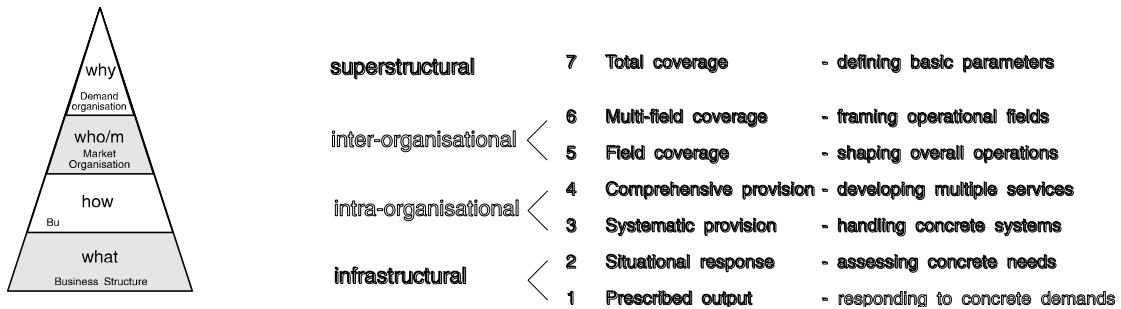 why
Demand
organisation
who/m
Market
Organisation
how
Bu
what
Business Structure
superstructural
inter-organisational
intra-organisational
infrastructural
7 Total coverage - defining basic parameters
6 Multi-field coverage - framing operational fields
5 Field coverage - shaping overall operations
4 Comprehensive provision - developing multiple services
3 Systematic provision - handling concrete systems
2 Situational response - assessing concrete needs
1 Prescribed output - responding to concrete demands